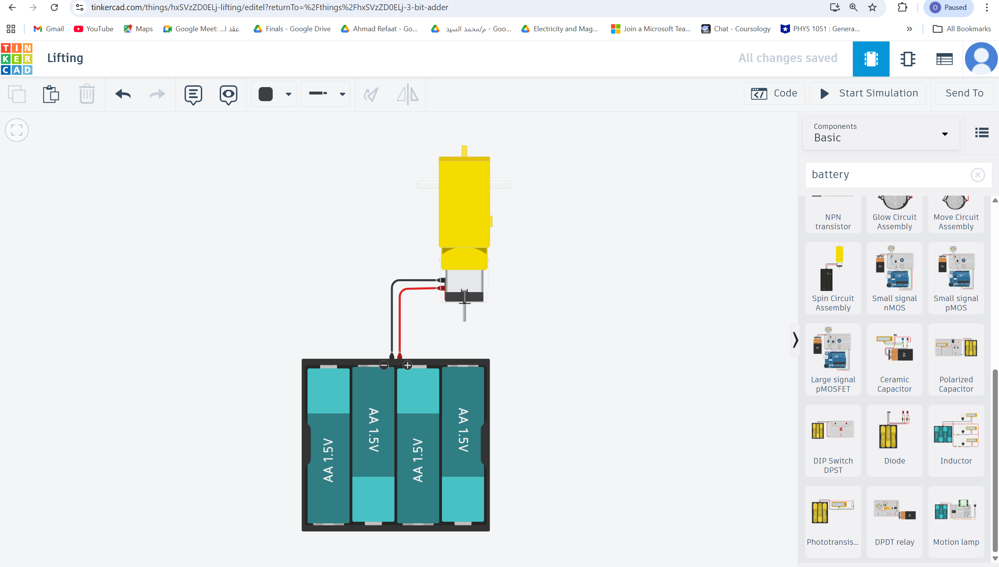 tinkercad.com/things/hxSVzZD0ELj-lifting/editel?returnTo=%2Fthings%2FhxSVzZD0ELj-3-bit-adder
O Paused
Gmail YouTube Maps Google Meet: ...عقد ا Finals - Google Drive Ahmad Refaat - Go... م/محمد السيد - Goo... Electricity and Mag... Join a Microsoft Tea... Chat - Coursology PHYS 1051 : Genera... » All Bookmarks
TIN
KER
CAD
Lifting
All changes saved
Code
Start Simulation
Send To
Components
Basic
battery
NPN transistor
Glow Circuit Assembly
Move Circuit Assembly
Spin Circuit Assembly
Small signal nMOS
Small signal pMOS
Large signal pMOSFET
Ceramic Capacitor
Polarized Capacitor
DIP Switch DPST
Diode
Inductor
Phototransis...
DPDT relay
Motion lamp
AA 1.5V
AA 1.5V
AA 1.5V
AA 1.5V